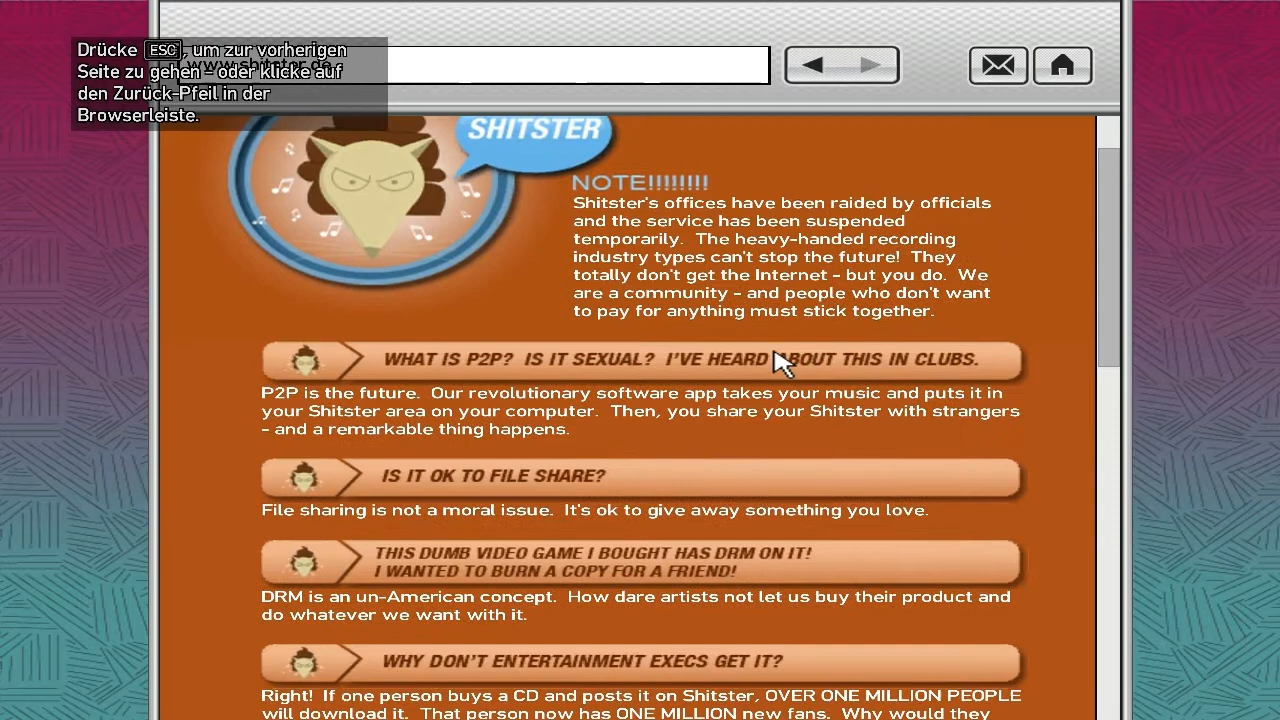 Drücke ESC, um zur vorherigen
Seite zu gehen - oder klicke auf
den Zurück-Pfeil in der
Browserleiste.
www.shitster.de
SHITSTER
NOTE!!!!!!!!
Shitster's offices have been raided by officials
and the service has been suspended
temporarily. The heavy-handed recording
industry types can't stop the future! They
totally don't get the Internet - but you do. We
are a community - and people who don't want
to pay for anything must stick together.
WHAT IS P2P? IS IT SEXUAL? I'VE HEARD ABOUT THIS IN CLUBS.
P2P is the future. Our revolutionary software app takes your music and puts it in
your Shitster area on your computer. Then, you share your Shitster with strangers
- and a remarkable thing happens.
IS IT OK TO FILE SHARE?
File sharing is not a moral issue. It's ok to give away something you love.
THIS DUMB VIDEO GAME I BOUGHT HAS DRM ON IT!
I WANTED TO BURN A COPY FOR A FRIEND!
DRM is an un-American concept. How dare artists not let us buy their product and
do whatever we want with it.
WHY DON'T ENTERTAINMENT EXECS GET IT?
Right! If one person buys a CD and posts it on Shitster, OVER ONE MILLION PEOPLE
will download it. That person now has ONE MILLION new fans. Why would they